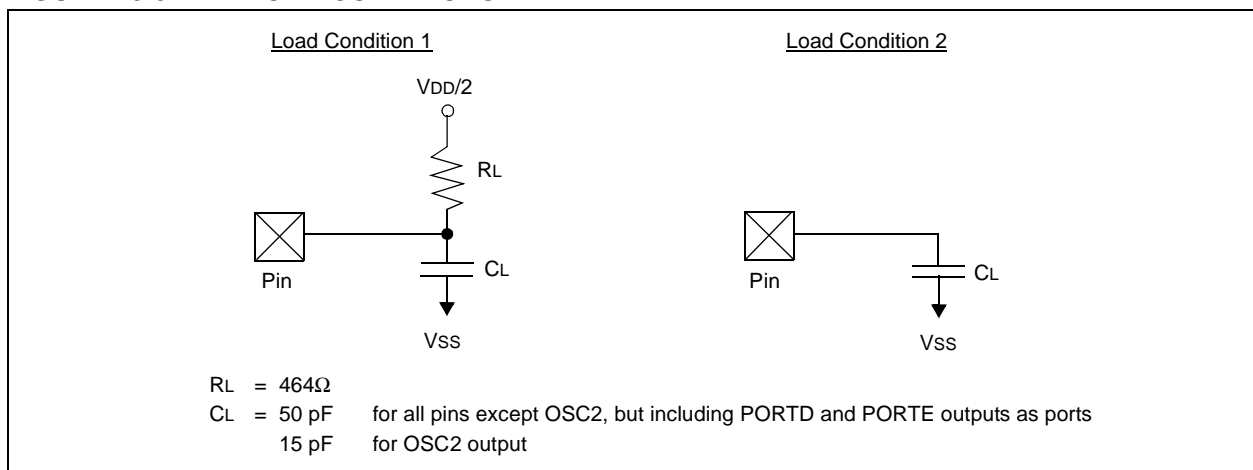 Load Condition 1
VDD/2
RL
Pin
CL
VSS
Load Condition 2
Pin
CL
VSS
RL = 464Ω
CL = 50 pF for all pins except OSC2, but including PORTD and PORTE outputs as ports
15 pF for OSC2 output